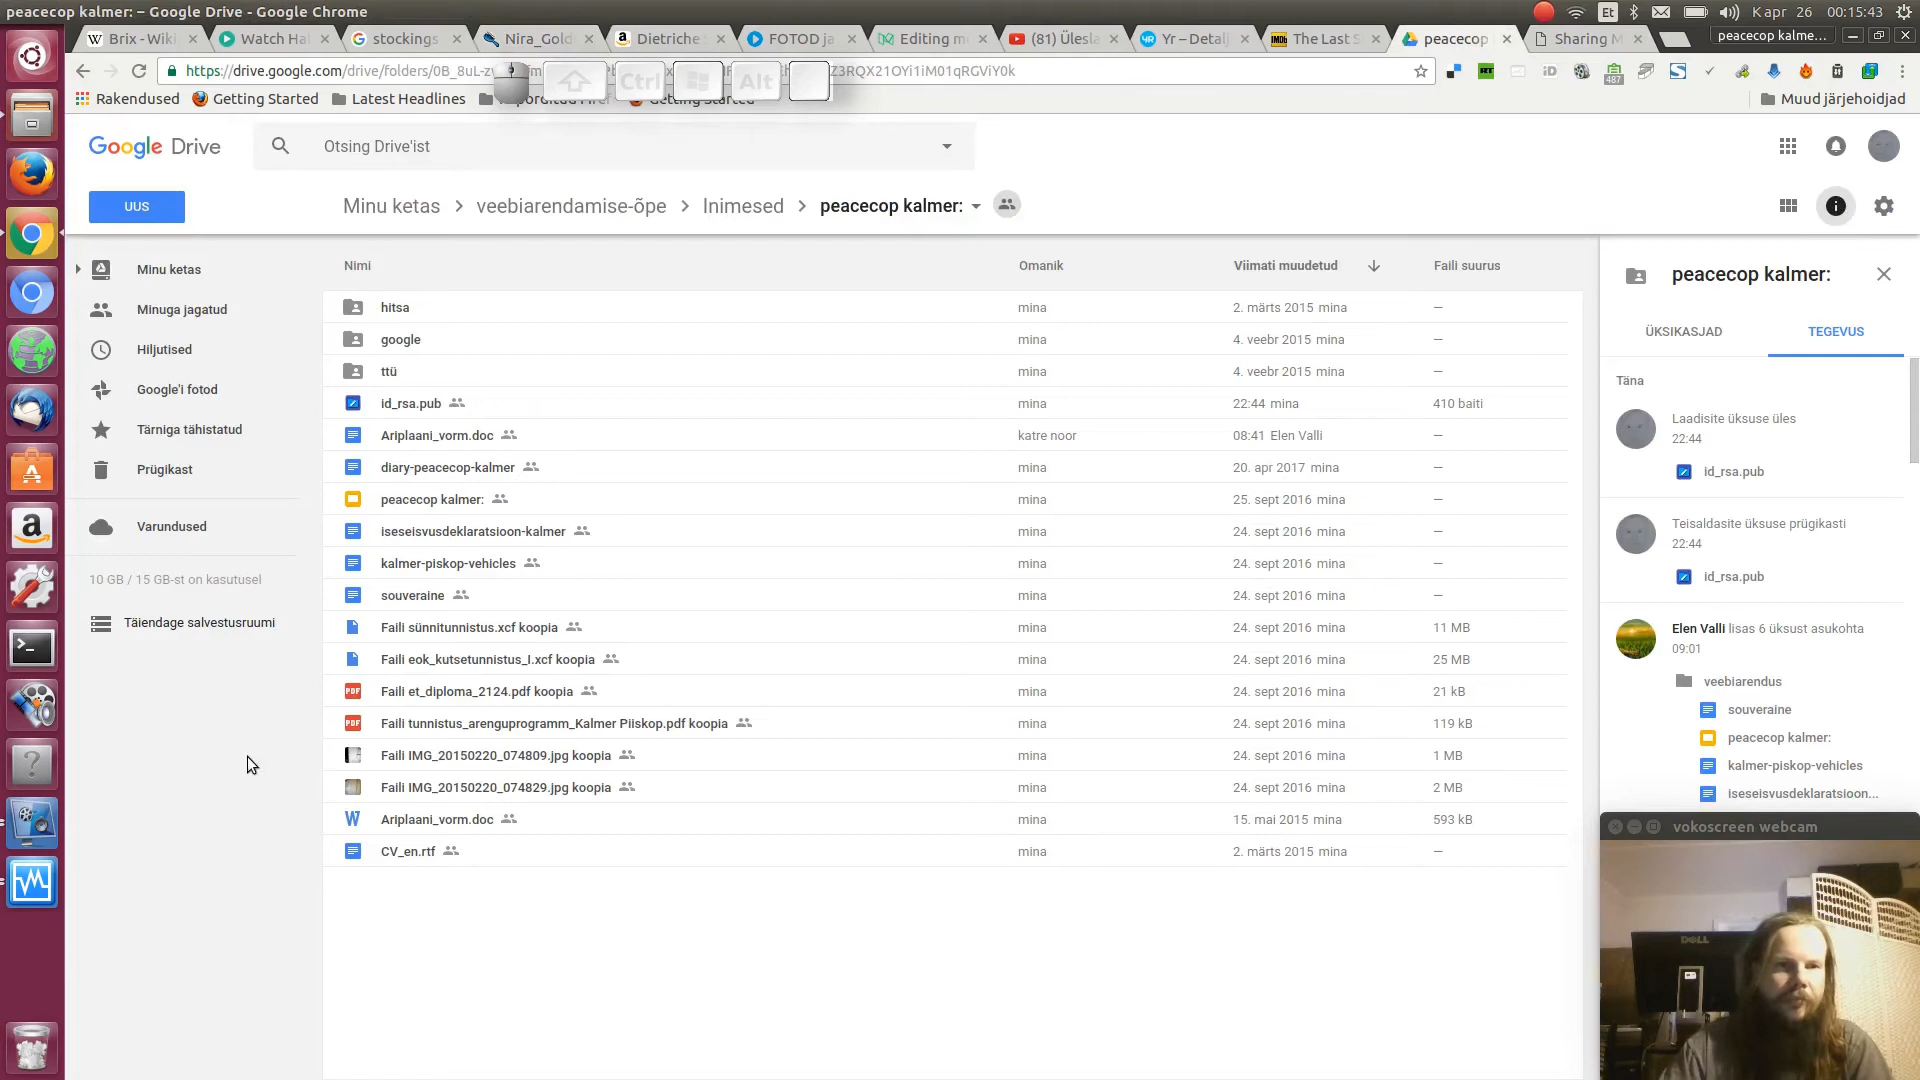 peacecop kalmer: – Google Drive - Google Chrome
Et
K apr 26 00:15:43
Brix - Wiki
Watch Ha
stockings
Nira_Gold
Dietriche
FOTOD ja
Editing m
(81) Üles
Yr – Detalj
The Last S
peacecop
Sharing M
peacecop kalme...
https://drive.google.com/drive/folders/0B_8uL-z
Z3RQX21OYi1iM01qRGViY0k
Ctrl
Alt
487
Rakendused
Getting Started
Latest Headlines
Getting Started
Muud järjehoidjad
Google Drive
Otsing Drive'ist
UUS
Minu ketas > veebiarendamise-õpe > Inimesed > peacecop kalmer:
Minu ketas
Minuga jagatud
Hiljutised
Google'i fotod
Tärniga tähistatud
Prügikast
Varundused
10 GB / 15 GB-st on kasutusel
Täiendage salvestusruumi
Nimi Omanik Viimati muudetud Faili suurus
hitsa mina 2. märts 2015 mina —
google mina 4. veebr 2015 mina —
ttü mina 4. veebr 2015 mina —
id_rsa.pub mina 22:44 mina 410 baiti
Ariplaani_vorm.doc katre noor 08:41 Elen Valli —
diary-peacecop-kalmer mina 20. apr 2017 mina —
peacecop kalmer: mina 25. sept 2016 mina —
iseseisvusdeklaratsioon-kalmer mina 24. sept 2016 mina —
kalmer-piskop-vehicles mina 24. sept 2016 mina —
souveraine mina 24. sept 2016 mina —
Faili sünnitunnistus.xcf koopia mina 24. sept 2016 mina 11 MB
Faili eok_kutsetunnistus_I.xcf koopia mina 24. sept 2016 mina 25 MB
Faili et_diploma_2124.pdf koopia mina 24. sept 2016 mina 21 kB
Faili tunnistus_arenguprogramm_Kalmer Piiskop.pdf koopia mina 24. sept 2016 mina 119 kB
Faili IMG_20150220_074809.jpg koopia mina 24. sept 2016 mina 1 MB
Faili IMG_20150220_074829.jpg koopia mina 24. sept 2016 mina 2 MB
Ariplaani_vorm.doc mina 15. mai 2015 mina 593 kB
CV_en.rtf mina 2. märts 2015 mina —
peacecop kalmer:
ÜKSIKASJAD TEGEVUS
Täna
Laadisite üksuse üles
22:44
id_rsa.pub
Teisaldasite üksuse prügikasti
22:44
id_rsa.pub
Elen Valli lisas 6 üksust asukohta
09:01
veebiarendus
souveraine
peacecop kalmer:
kalmer-piskop-vehicles
iseseisvusdeklaratsioon...
vokoscreen webcam
DELL